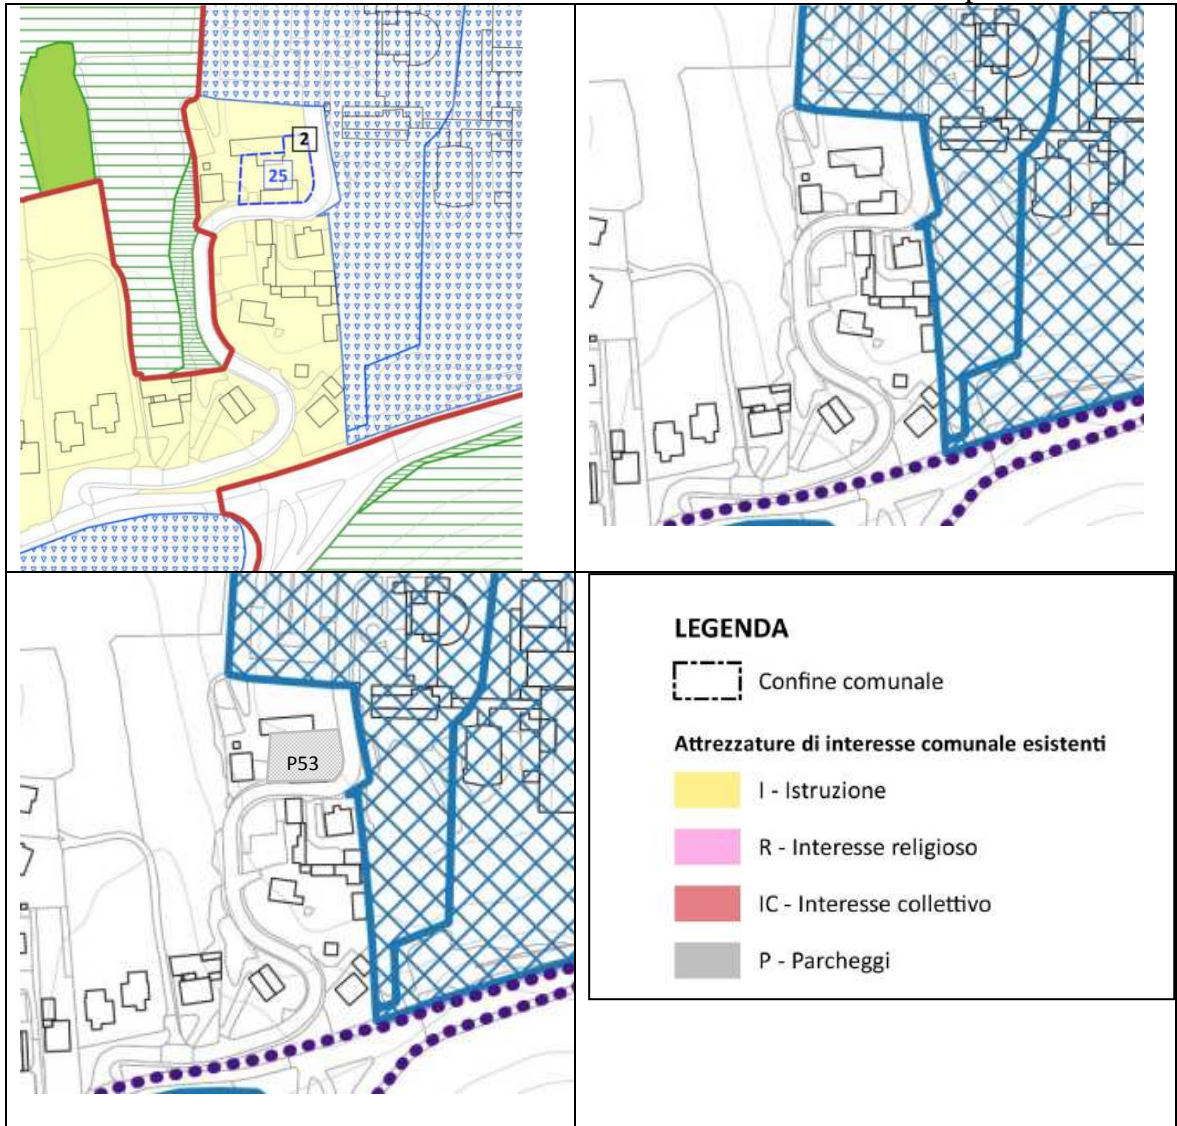 2
25
P53
LEGENDA
Confine comunale
Attrezzature di interesse comunale esistenti
I - Istruzione
R - Interesse religioso
IC - Interesse collettivo
P - Parcheggi